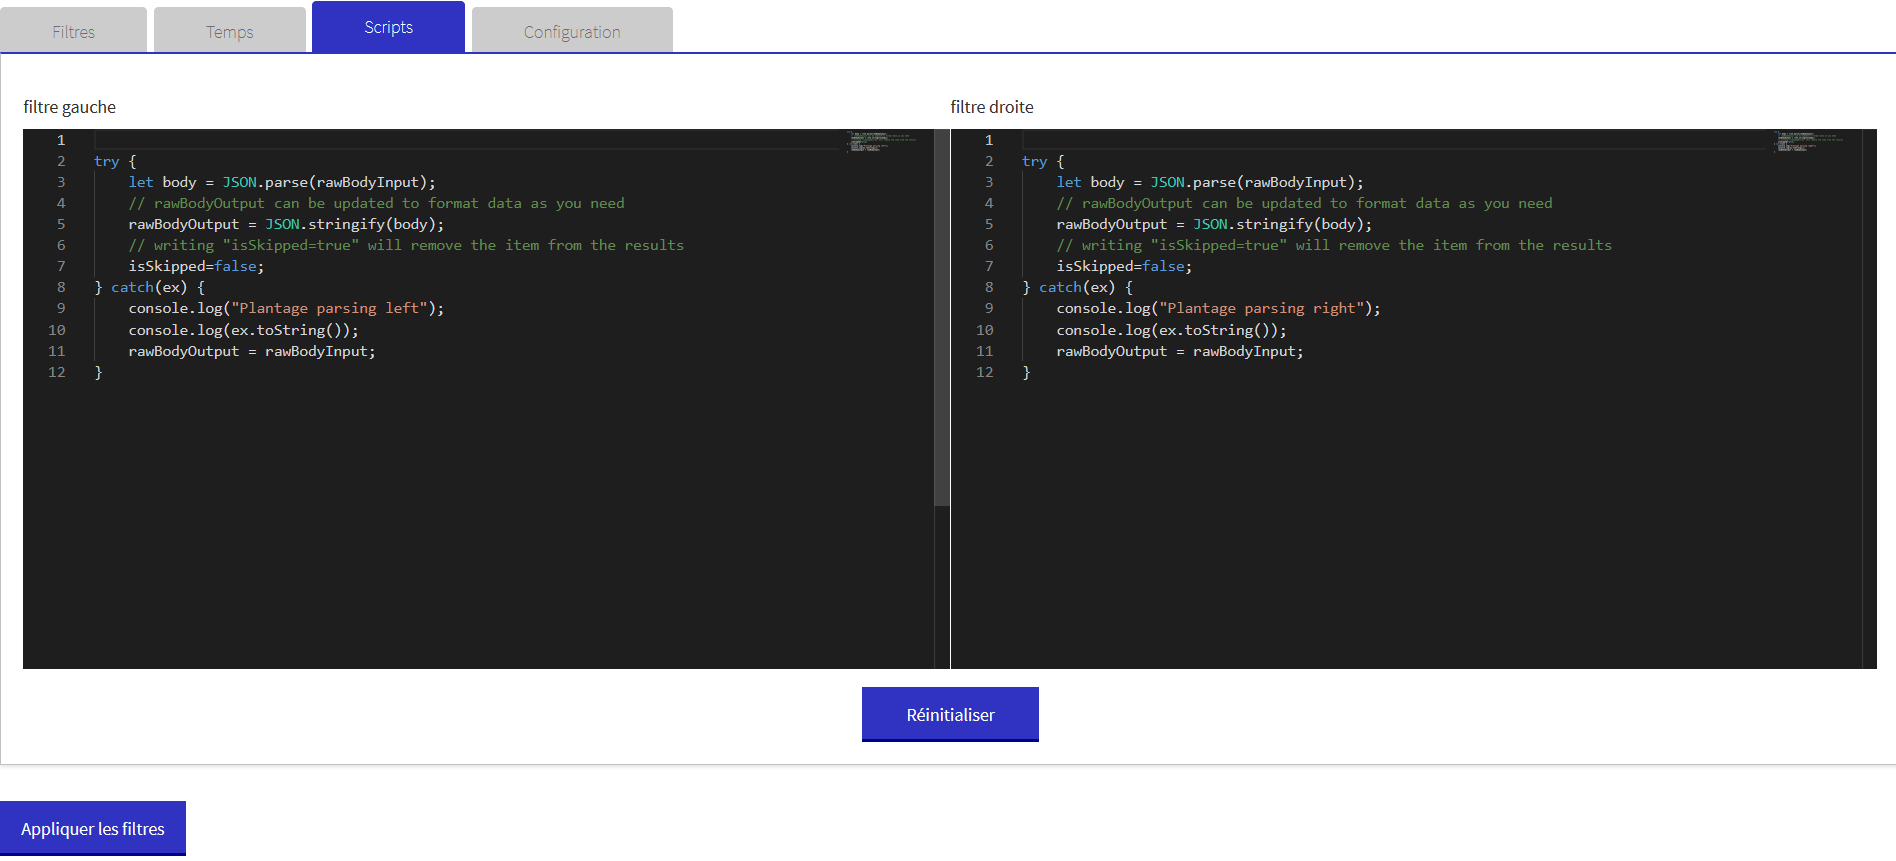 Filtres
Temps
Scripts
Configuration
filtre gauche
1
2 try {
3 let body = JSON.parse(rawBodyInput);
4 // rawBodyOutput can be updated to format data as you need
5 rawBodyOutput = JSON.stringify(body);
6 // writing "isSkipped=true" will remove the item from the results
7 isSkipped=false;
8 } catch(ex) {
9 console.log("Plantage parsing left");
10 console.log(ex.toString());
11 rawBodyOutput = rawBodyInput;
12 }
filtre droite
1
2 try {
3 let body = JSON.parse(rawBodyInput);
4 // rawBodyOutput can be updated to format data as you need
5 rawBodyOutput = JSON.stringify(body);
6 // writing "isSkipped=true" will remove the item from the results
7 isSkipped=false;
8 } catch(ex) {
9 console.log("Plantage parsing right");
10 console.log(ex.toString());
11 rawBodyOutput = rawBodyInput;
12 }
Réinitialiser
Appliquer les filtres